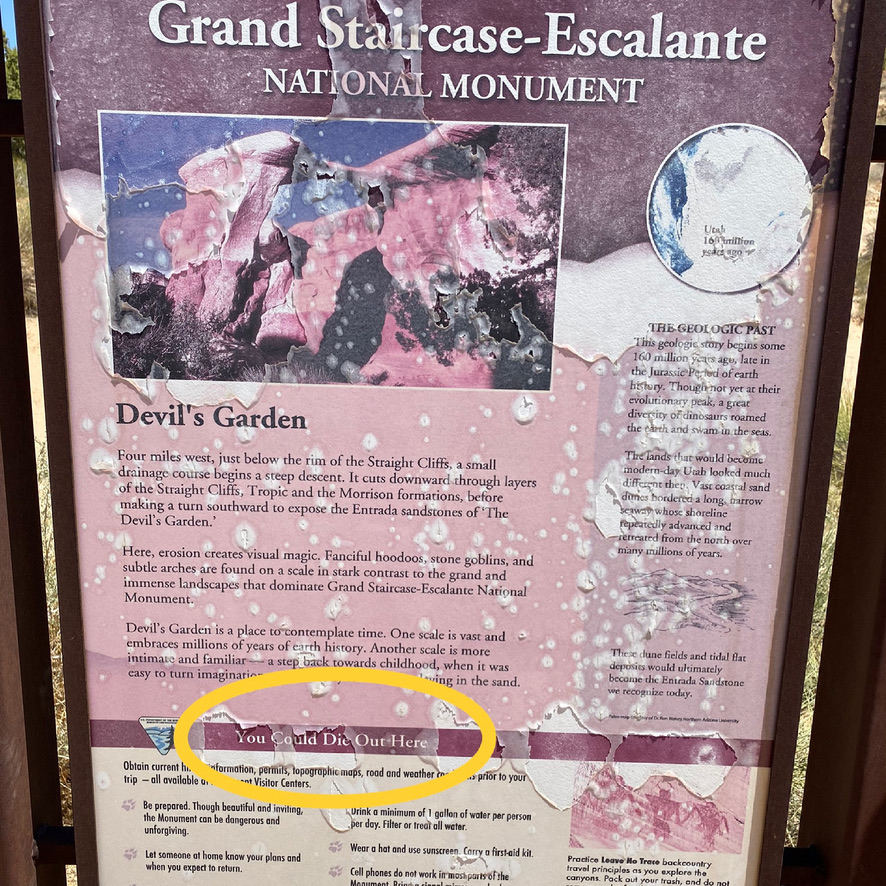 Grand Staircase-Escalante
NATIONAL MONUMENT
Utah
160 million
years ago
Devil's Garden
Four miles west, just below the rim of the Straight Cliffs, a small
drainage course begins a steep descent. It cuts downward through layers
of the Straight Cliffs, Tropic and the Morrison formations, before
making a turn southward to expose the Entrada sandstones of 'The
Devil's Garden.'
Here, erosion creates visual magic. Fanciful hoodoos, stone goblins, and
subtle arches are found on a scale in stark contrast to the grand and
immense landscapes that dominate Grand Staircase-Escalante National
Monument.
Devil's Garden is a place to contemplate time. One scale is vast and
embraces millions of years of earth history. Another scale is more
intimate and familiar — a step back towards childhood, when it was
easy to turn in the sand.
THE GEOLOGIC PAST
This geologic story begins some
160 million years ago, late in
the Jurassic Period of earth
history. Though not yet at their
evolutionary peak, a great
diversity of dinosaurs roamed
the earth and swam in the seas.
The lands that would become
modern-day Utah looked much
different then. Vast coastal sand
dunes bordered a long, narrow
seaway whose shoreline
repeatedly advanced and
retreated from the north over
many millions of years.
These dune fields and tidal flat
deposits would ultimately
become the Entrada Sandstone
we recognize today.
Paleo-map courtesy of Dr. Ron Blakey Northern Arizona University
You Could Die Out Here
Obtain current information, permits, topographic maps, road and weather prior to your
trip — all available Visitor Centers.
Be prepared. Though beautiful and inviting,
the Monument can be dangerous and
unforgiving.
Let someone at home know your plans and
when you expect to return.
Drink a minimum of 1 gallon of water per person
per day. Filter or treat all water.
Wear a hat and use sunscreen. Carry a first-aid kit.
Cell phones do not work in most parts of the
Monument.
Practice Leave No Trace backcountry
travel principles as you explore the
canyons. Pack out your trash, and do not